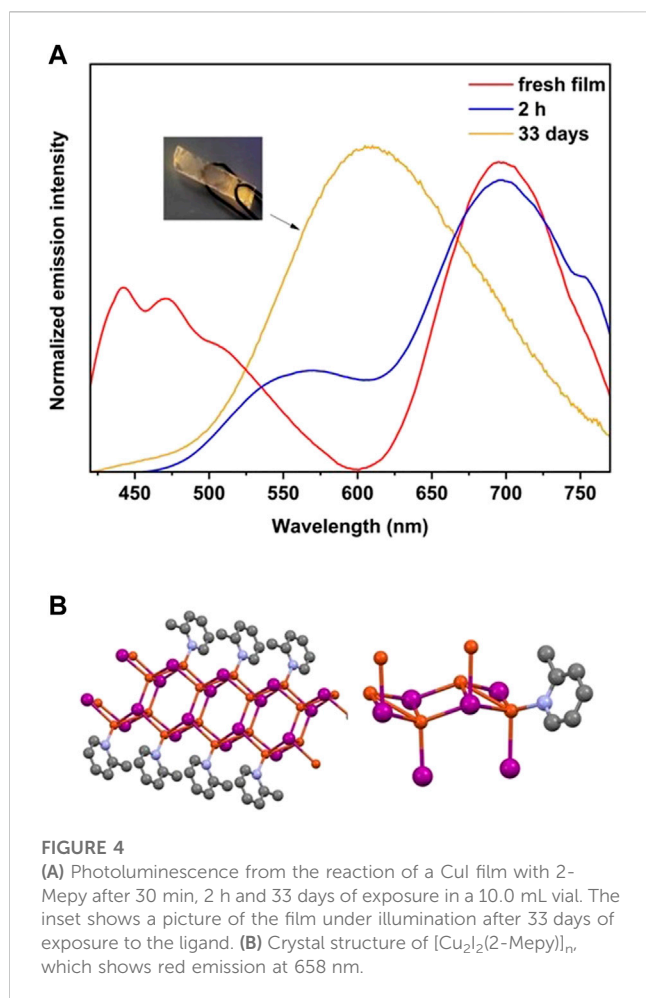 A
fresh film
2 h
33 days
Normalized emission intensity
450 500 550 600 650 700 750
Wavelength (nm)
B
FIGURE 4
(A) Photoluminescence from the reaction of a CuI film with 2-
Mepy after 30 min, 2 h and 33 days of exposure in a 10.0 mL vial. The
inset shows a picture of the film under illumination after 33 days of
exposure to the ligand. (B) Crystal structure of [Cu₂I₂(2-Mepy)]ₙ,
which shows red emission at 658 nm.